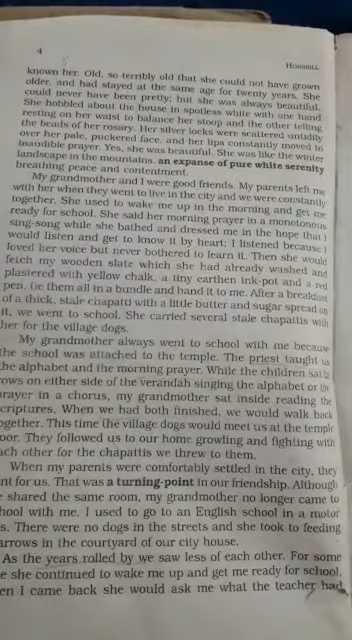 4
HORNBILL
known her. Old, so terribly old that she could not have grown
older, and had stayed at the same age for twenty years. She
could never have been pretty; but she was always beautiful.
She hobbled about the house in spotless white with one hand
resting on her waist to balance her stoop and the other telling
the beads of her rosary. Her silver locks were scattered untidily
over her pale, puckered face, and her lips constantly moved in
inaudible prayer. Yes, she was beautiful. She was like the winter
landscape in the mountains, an expanse of pure white serenity
breathing peace and contentment.
My grandmother and I were good friends. My parents left me
with her when they went to live in the city and we were constantly
together. She used to wake me up in the morning and get me
ready for school. She said her morning prayer in a monotonous
sing-song while she bathed and dressed me in the hope that I
would listen and get to know it by heart; I listened because I
loved her voice but never bothered to learn it. Then she would
fetch my wooden slate which she had already washed and
plastered with yellow chalk, a tiny earthen ink-pot and a red
pen, tie them all in a bundle and hand it to me. After a breakfast
of a thick, stale chapatti with a little butter and sugar spread on
it, we went to school. She carried several stale chapattis with
her for the village dogs.
My grandmother always went to school with me because
the school was attached to the temple. The priest taught us
the alphabet and the morning prayer. While the children sat in
rows on either side of the verandah singing the alphabet or the
prayer in a chorus, my grandmother sat inside reading the
scriptures. When we had both finished, we would walk back
ogether. This time the village dogs would meet us at the temple
oor. They followed us to our home growling and fighting with
ach other for the chapattis we threw to them.
When my parents were comfortably settled in the city, they
nt for us. That was a turning-point in our friendship. Although
e shared the same room, my grandmother no longer came to
hool with me. I used to go to an English school in a motor
s. There were no dogs in the streets and she took to feeding
arrows in the courtyard of our city house.
As the years rolled by we saw less of each other. For some
e she continued to wake me up and get me ready for school.
en I came back she would ask me what the teacher had